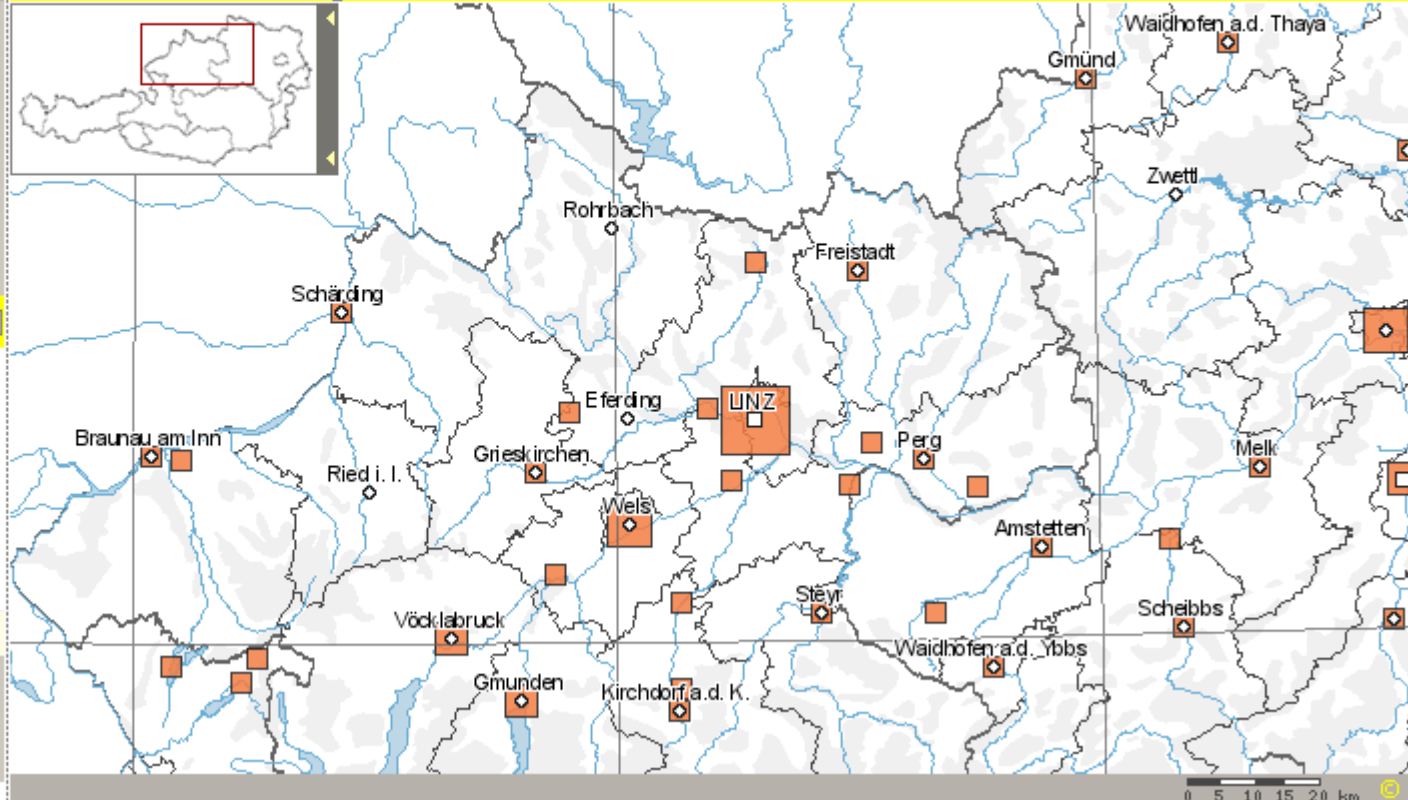 Waidhofen a.d. Thaya
Gmünd
Zwettl
Rohrbach
Freistadt
Schärding
Eferding
LINZ
Braunau am Inn
Grieskirchen
Perg
Melk
Ried i. I.
Wels
Amstetten
Steyr
Scheibbs
Vöcklabruck
Waidhofen a.d. Ybbs
Gmunden
Kirchdorf a.d. K.
0 5 10 15 20 km ©